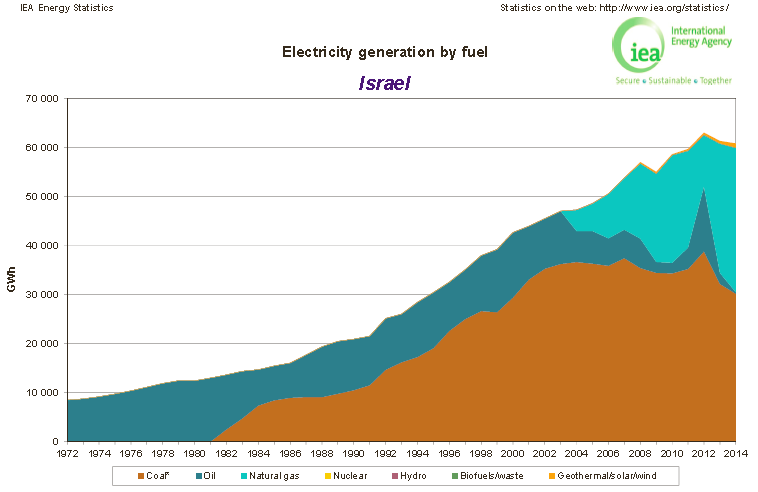 IEA Energy Statistics
Statistics on the web: http://www.iea.org/statistics/
iea
International
Energy Agency
Secure • Sustainable • Together
Electricity generation by fuel
Israel
70 000
60 000
50 000
40 000
30 000
20 000
10 000
0
GWh
1972 1974 1976 1978 1980 1982 1984 1986 1988 1990 1992 1994 1996 1998 2000 2002 2004 2006 2008 2010 2012 2014
Coal* Oil Natural gas Nuclear Hydro Biofuels/waste Geothermal/solar/wind